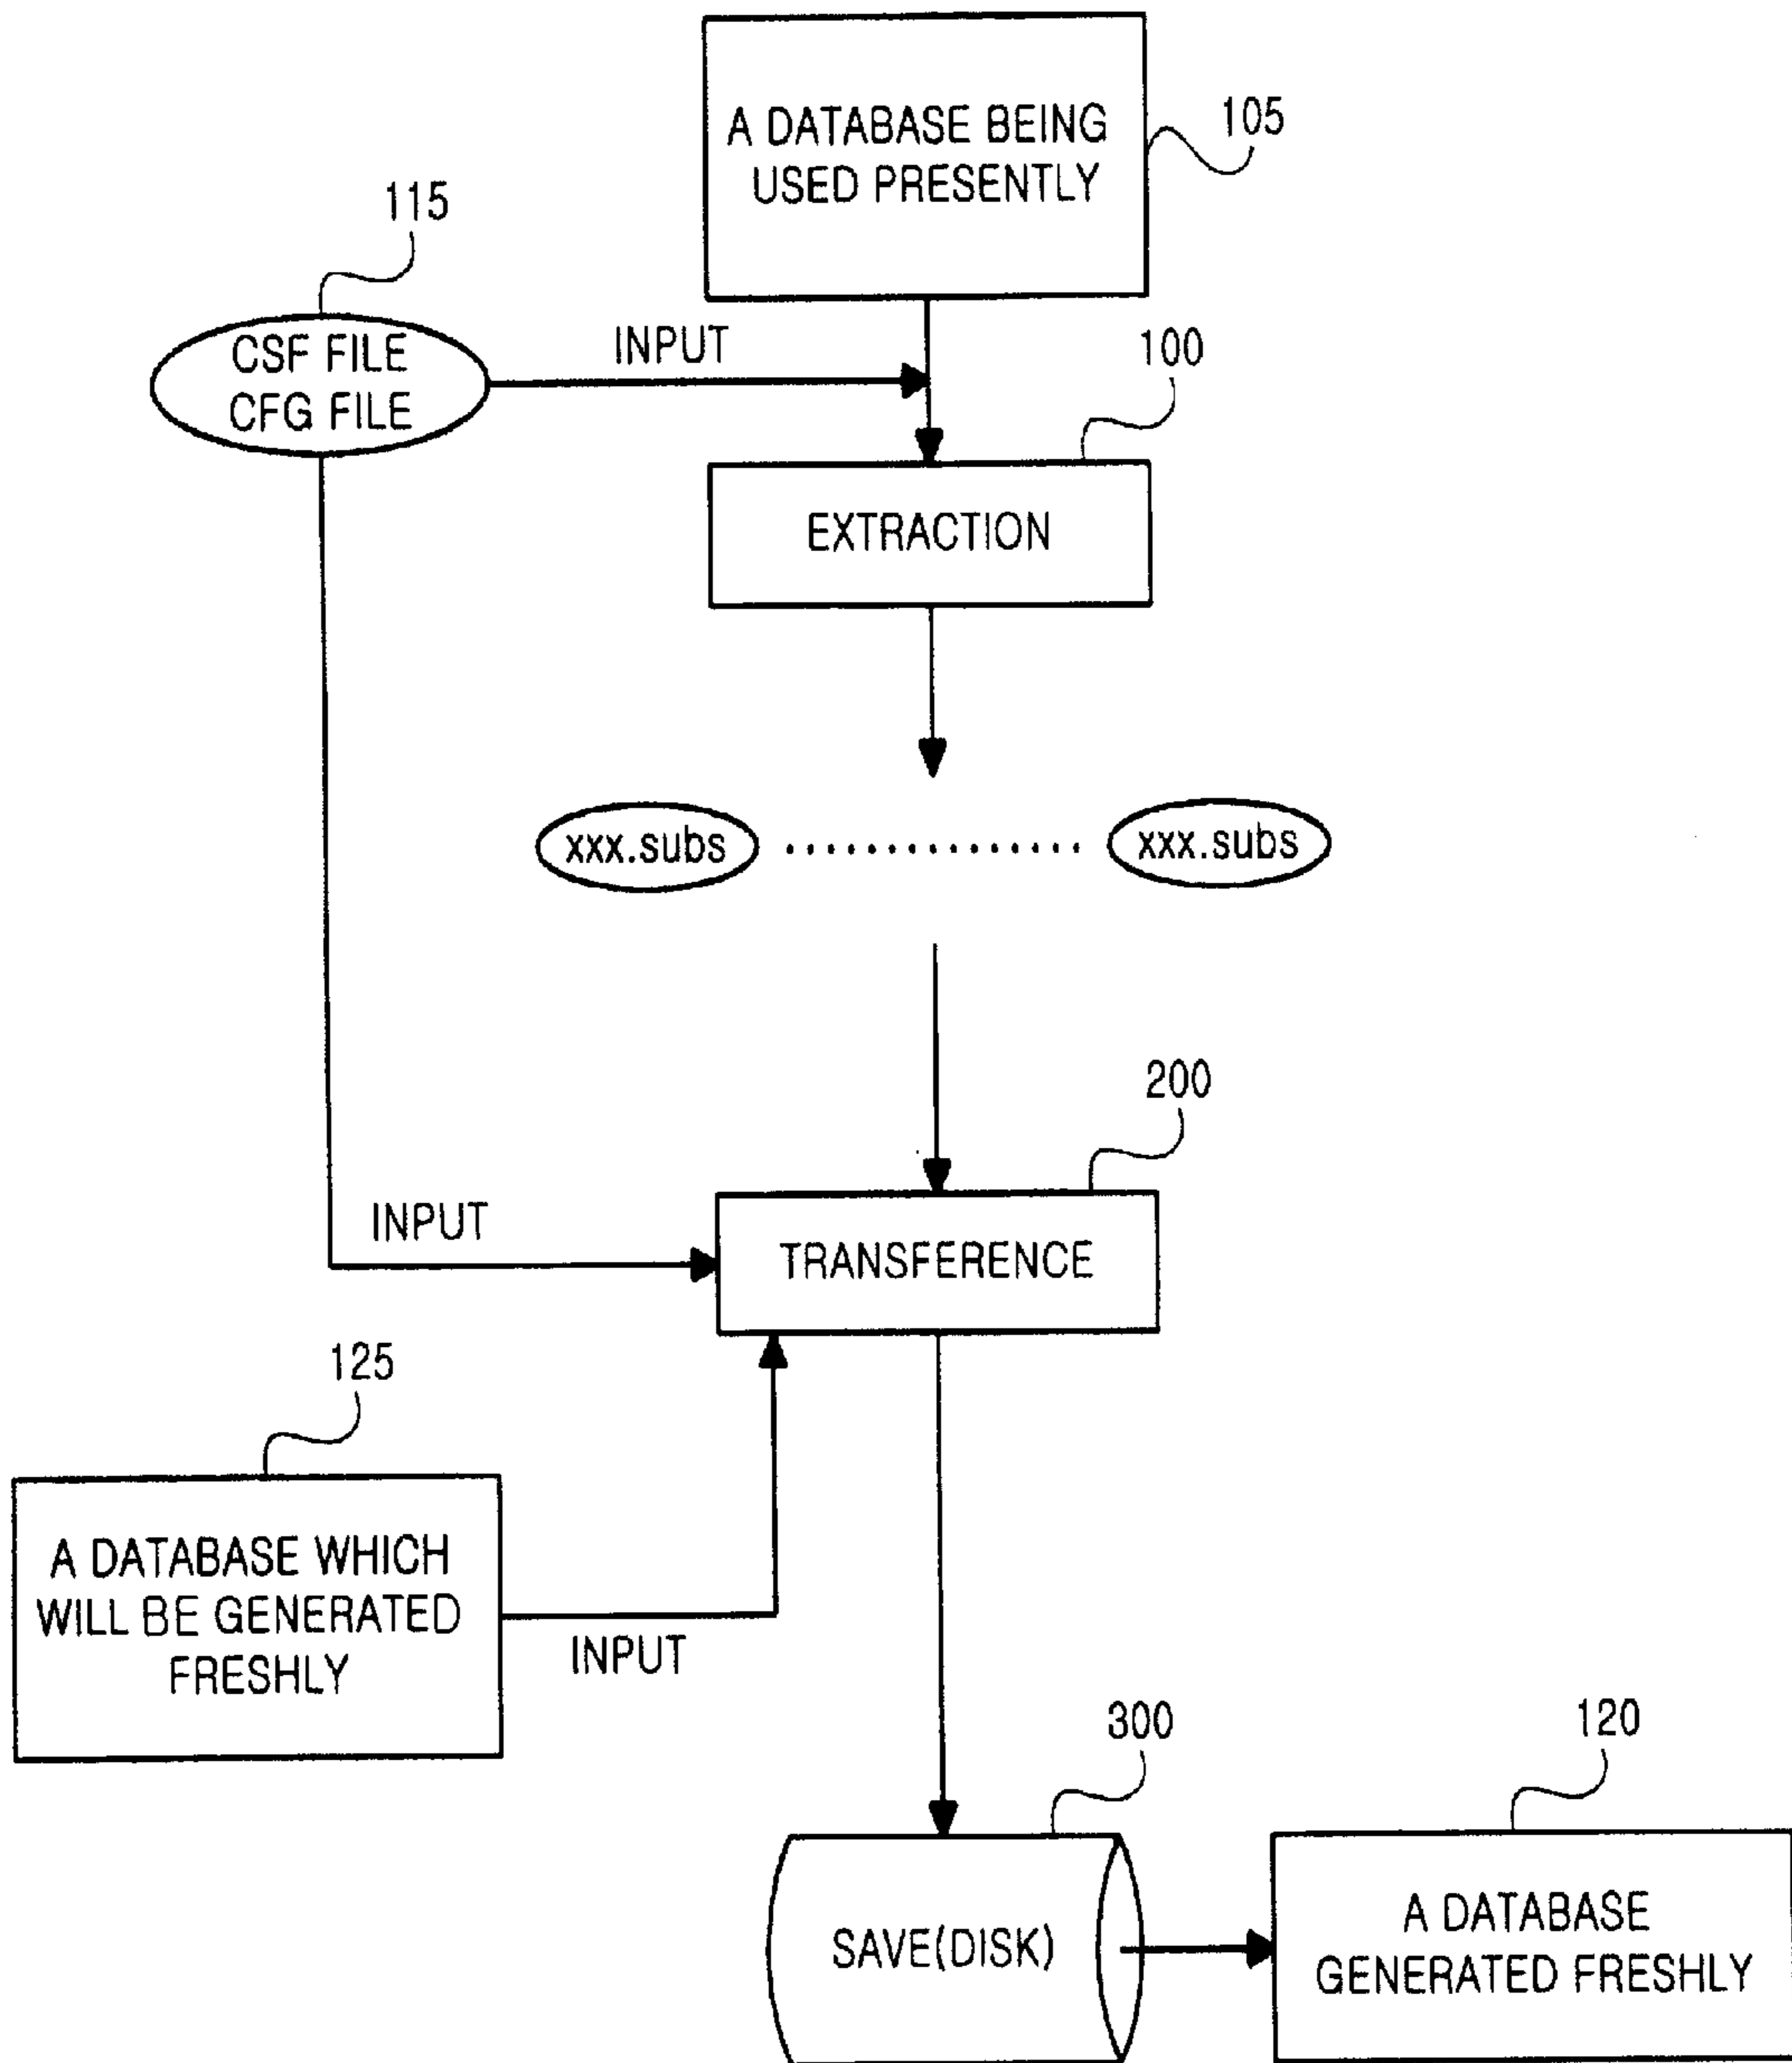 A DATABASE BEING
USED PRESENTLY
105
115
CSF FILE
CFG FILE
INPUT
100
EXTRACTION
xxx.subs
xxx.subs
200
INPUT
TRANSFERENCE
125
A DATABASE WHICH
WILL BE GENERATED
FRESHLY
INPUT
300
120
SAVE(DISK)
A DATABASE
GENERATED FRESHLY